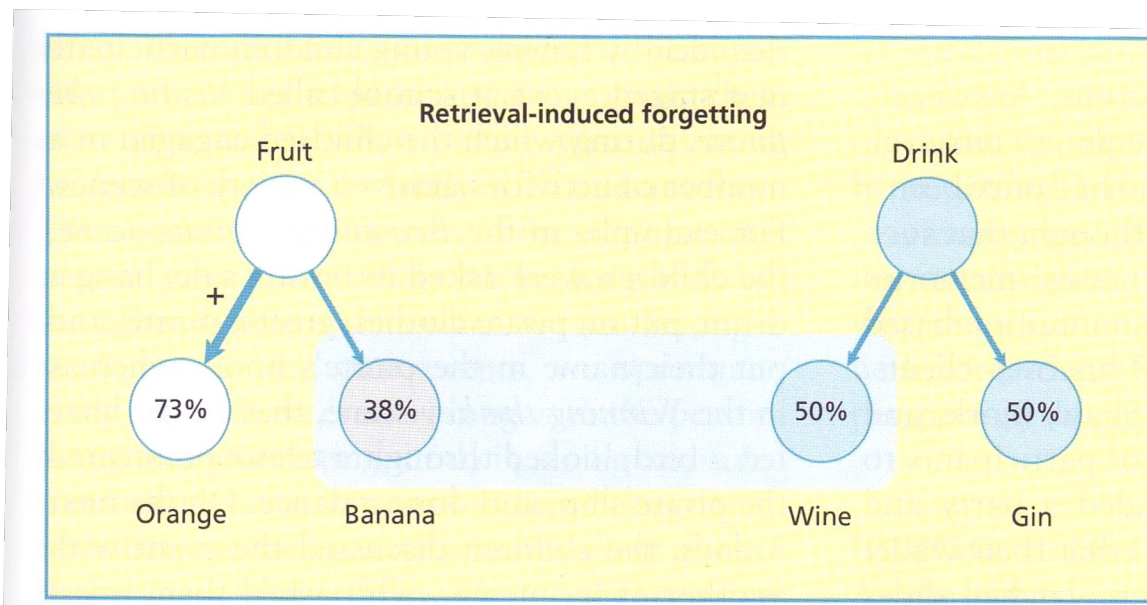 Retrieval-induced forgetting
Fruit
Drink
+
73%
38%
50%
50%
Orange
Banana
Wine
Gin